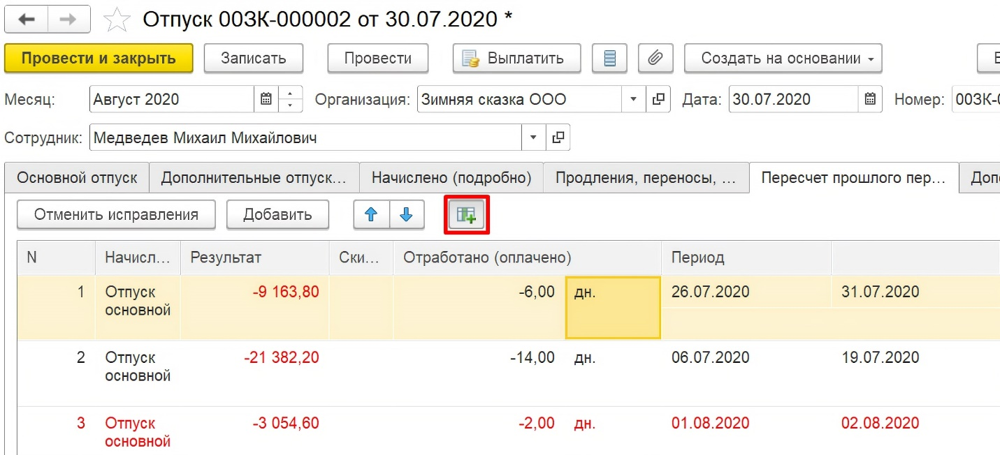 Отпуск 00ЗК-000002 от 30.07.2020 *
Провести и закрыть Записать Провести Выплатить Создать на основании
Месяц: Август 2020 Организация: Зимняя сказка ООО Дата: 30.07.2020 Номер: 00ЗК-
Сотрудник: Медведев Михаил Михайлович
Основной отпуск Дополнительные отпуск... Начислено (подробно) Продления, переносы, ... Пересчет прошлого пер... Доп
Отменить исправления Добавить
N Начисл... Результат Ски... Отработано (оплачено) Период
1 Отпуск -9 163,80 -6,00 дн. 26.07.2020 31.07.2020
основной
2 Отпуск -21 382,20 -14,00 дн. 06.07.2020 19.07.2020
основной
3 Отпуск -3 054,60 -2,00 дн. 01.08.2020 02.08.2020
основной